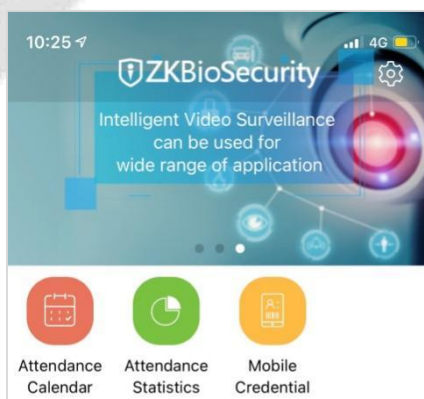 10:25
4G
ZKBioSecurity
Intelligent Video Surveillance
can be used for
wide range of application
Attendance
Calendar
Attendance
Statistics
Mobile
Credential